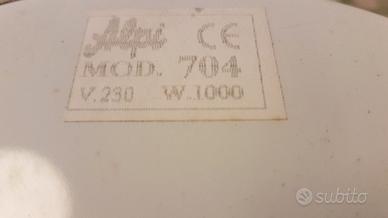 Alpi CE
MOD. 704
V.230 W.1000
subito